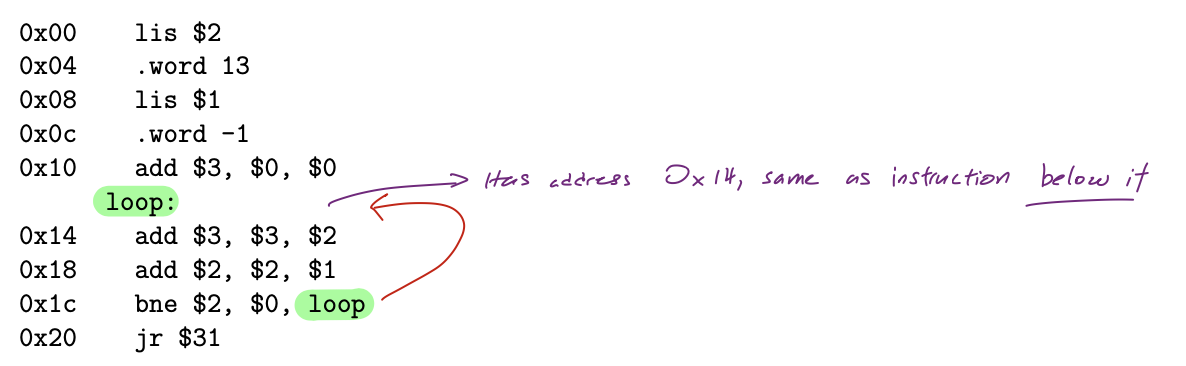 0x00 lis $2
0x04 .word 13
0x08 lis $1
0x0c .word -1
0x10 add $3, $0, $0
Has address 0x14, same as instruction below it
loop:
0x14 add $3, $3, $2
0x18 add $2, $2, $1
0x1c bne $2, $0, loop
0x20 jr $31